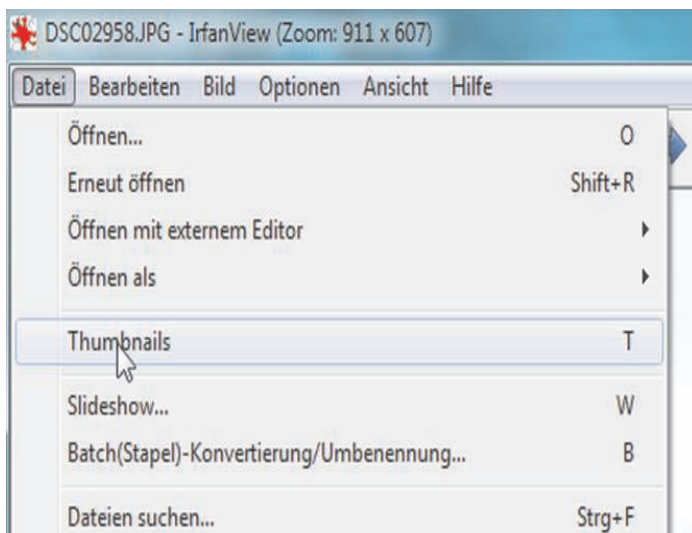 DSC02958.JPG - IrfanView (Zoom: 911 x 607)
Datei Bearbeiten Bild Optionen Ansicht Hilfe
Öffnen... O
Erneut öffnen Shift+R
Öffnen mit externem Editor
Öffnen als
Thumbnails T
Slideshow... W
Batch(Stapel)-Konvertierung/Umbenennung... B
Dateien suchen... Strg+F